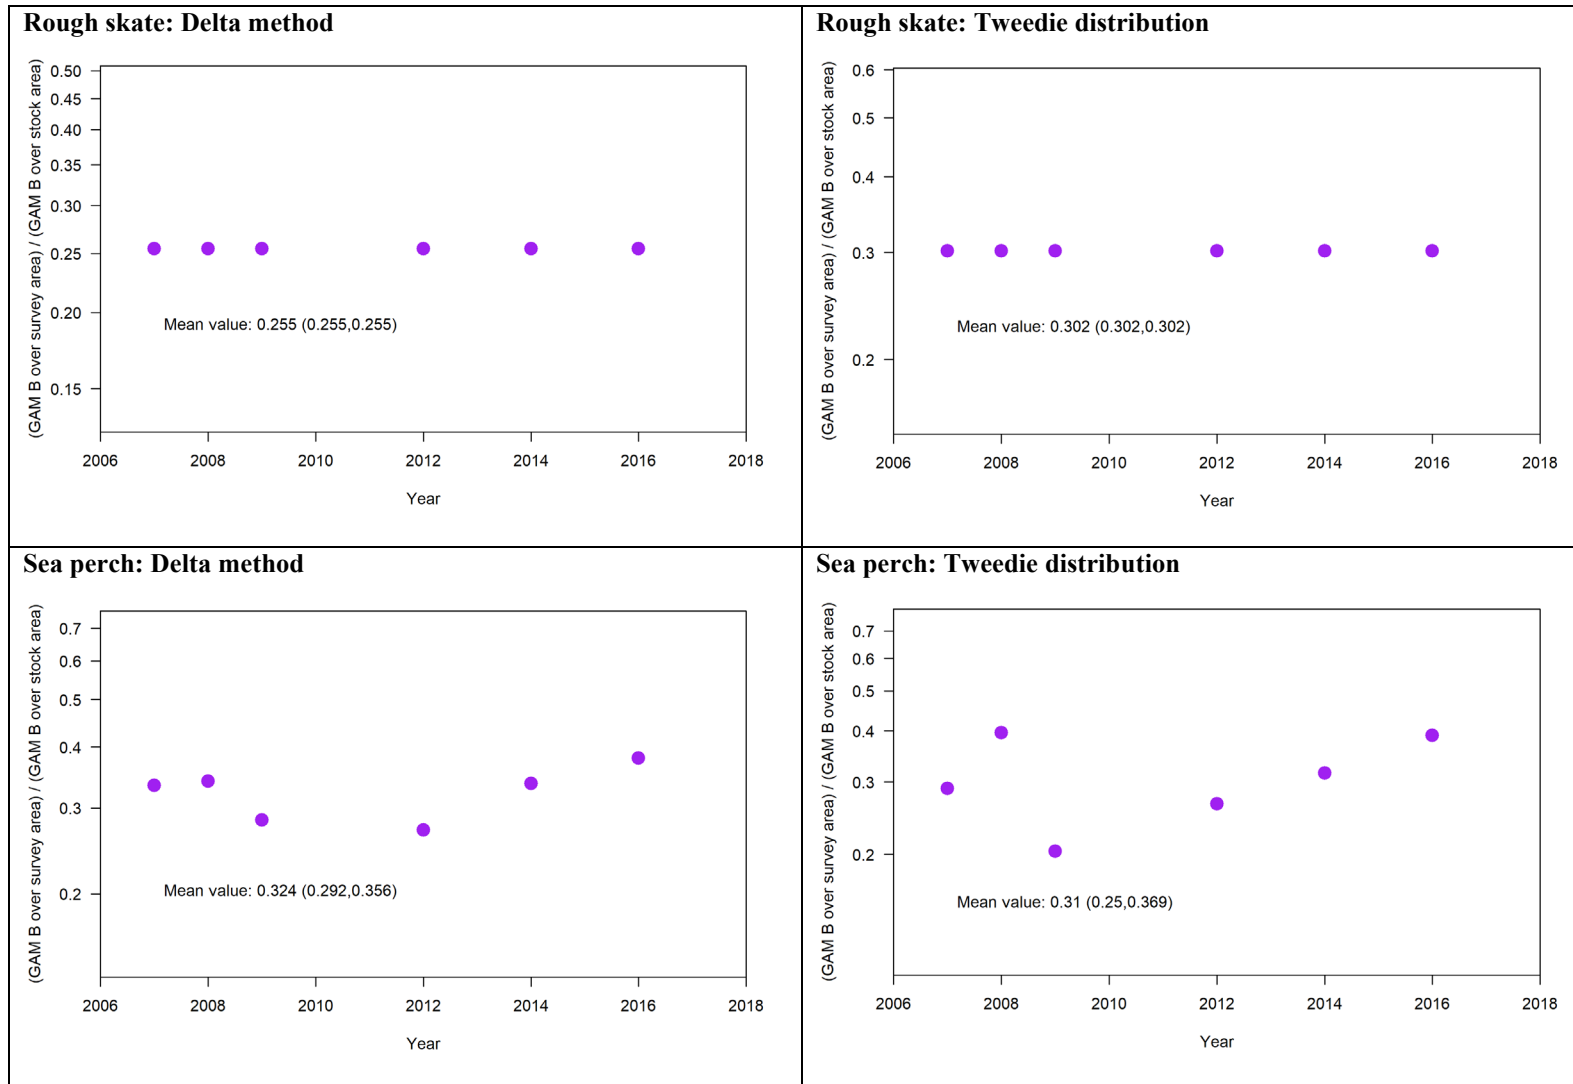 Rough skate: Delta method
(GAM B over survey area) / (GAM B over stock area)
0.50
0.45
0.40
0.35
0.30
0.25
0.20
0.15
Mean value: 0.255 (0.255,0.255)
2006 2008 2010 2012 2014 2016 2018
Year
Rough skate: Tweedie distribution
(GAM B over survey area) / (GAM B over stock area)
0.6
0.5
0.4
0.3
0.2
Mean value: 0.302 (0.302,0.302)
2006 2008 2010 2012 2014 2016 2018
Year
Sea perch: Delta method
(GAM B over survey area) / (GAM B over stock area)
0.7
0.6
0.5
0.4
0.3
0.2
Mean value: 0.324 (0.292,0.356)
2006 2008 2010 2012 2014 2016 2018
Year
Sea perch: Tweedie distribution
(GAM B over survey area) / (GAM B over stock area)
0.7
0.6
0.5
0.4
0.3
0.2
Mean value: 0.31 (0.25,0.369)
2006 2008 2010 2012 2014 2016 2018
Year